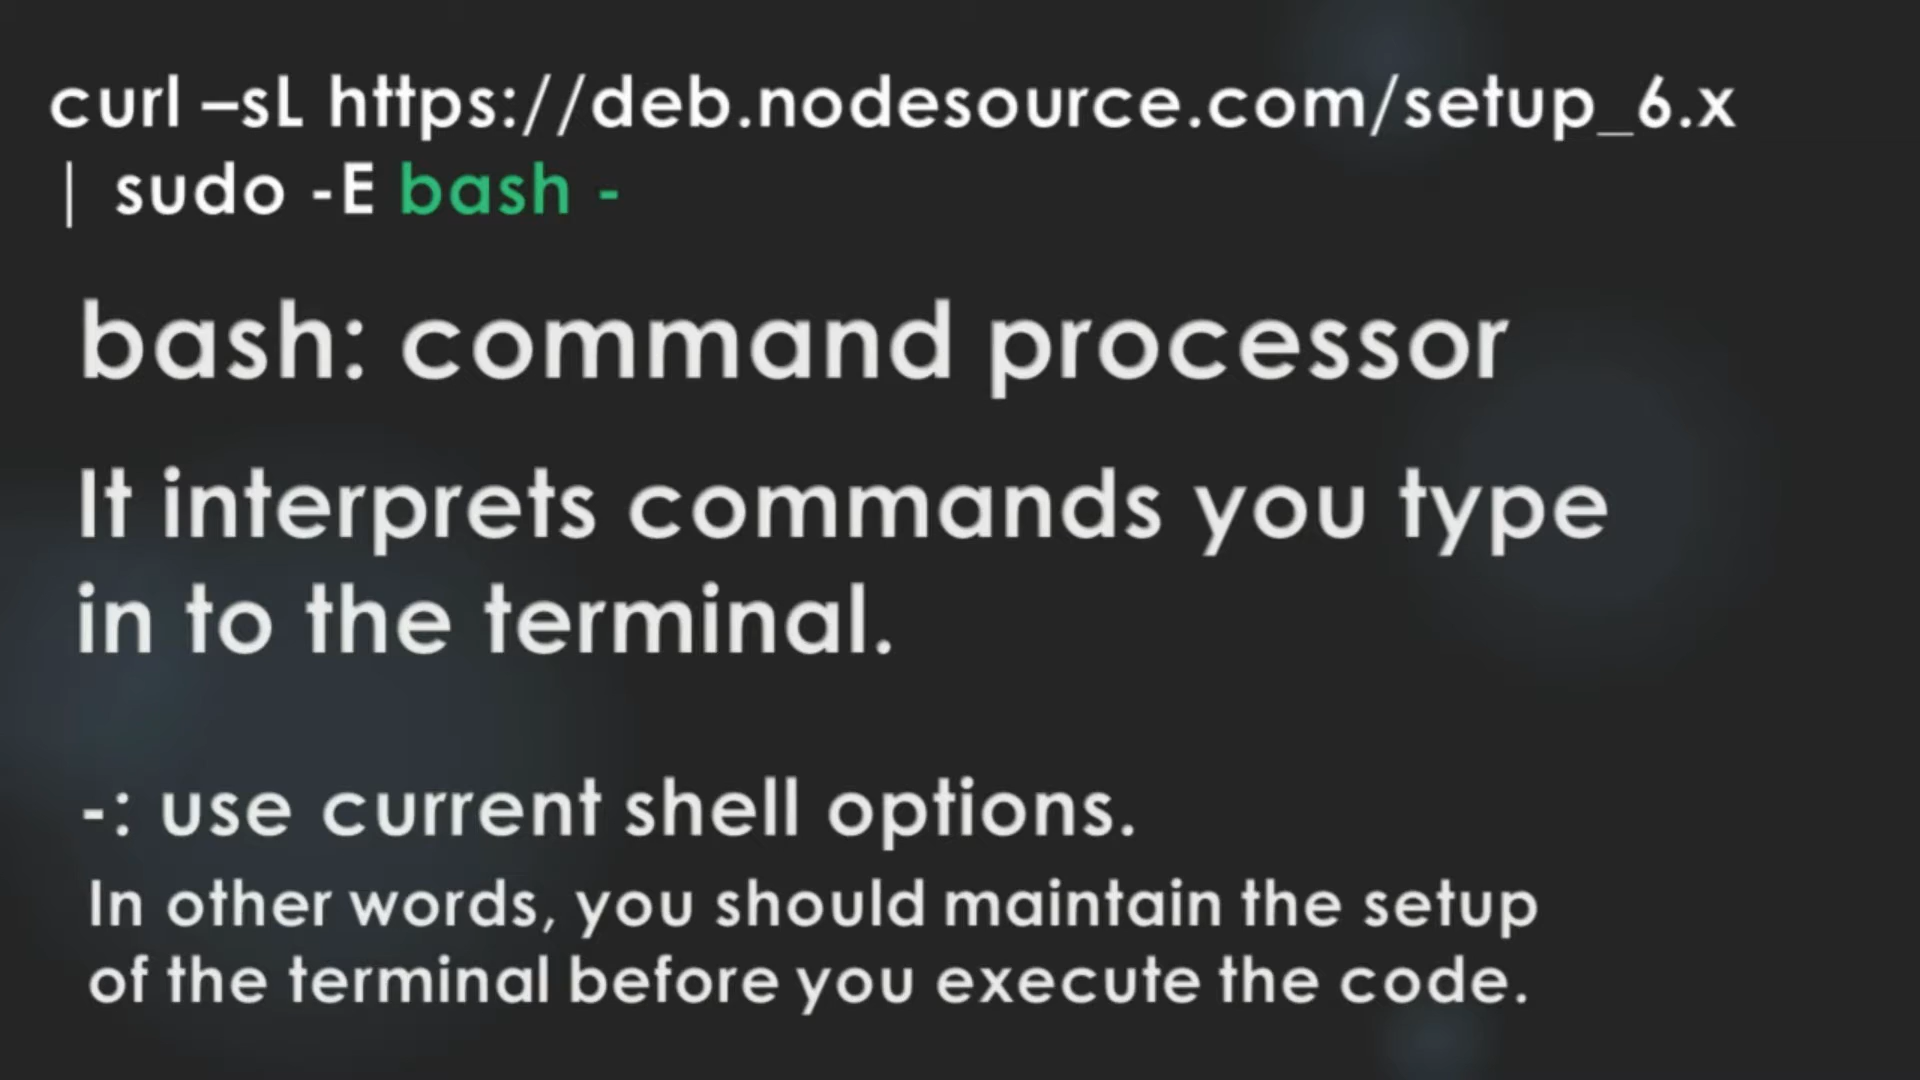 curl –sL https://deb.nodesource.com/setup_6.x
| sudo -E bash -
bash: command processor
It interprets commands you type
in to the terminal.
-: use current shell options.
In other words, you should maintain the setup
of the terminal before you execute the code.